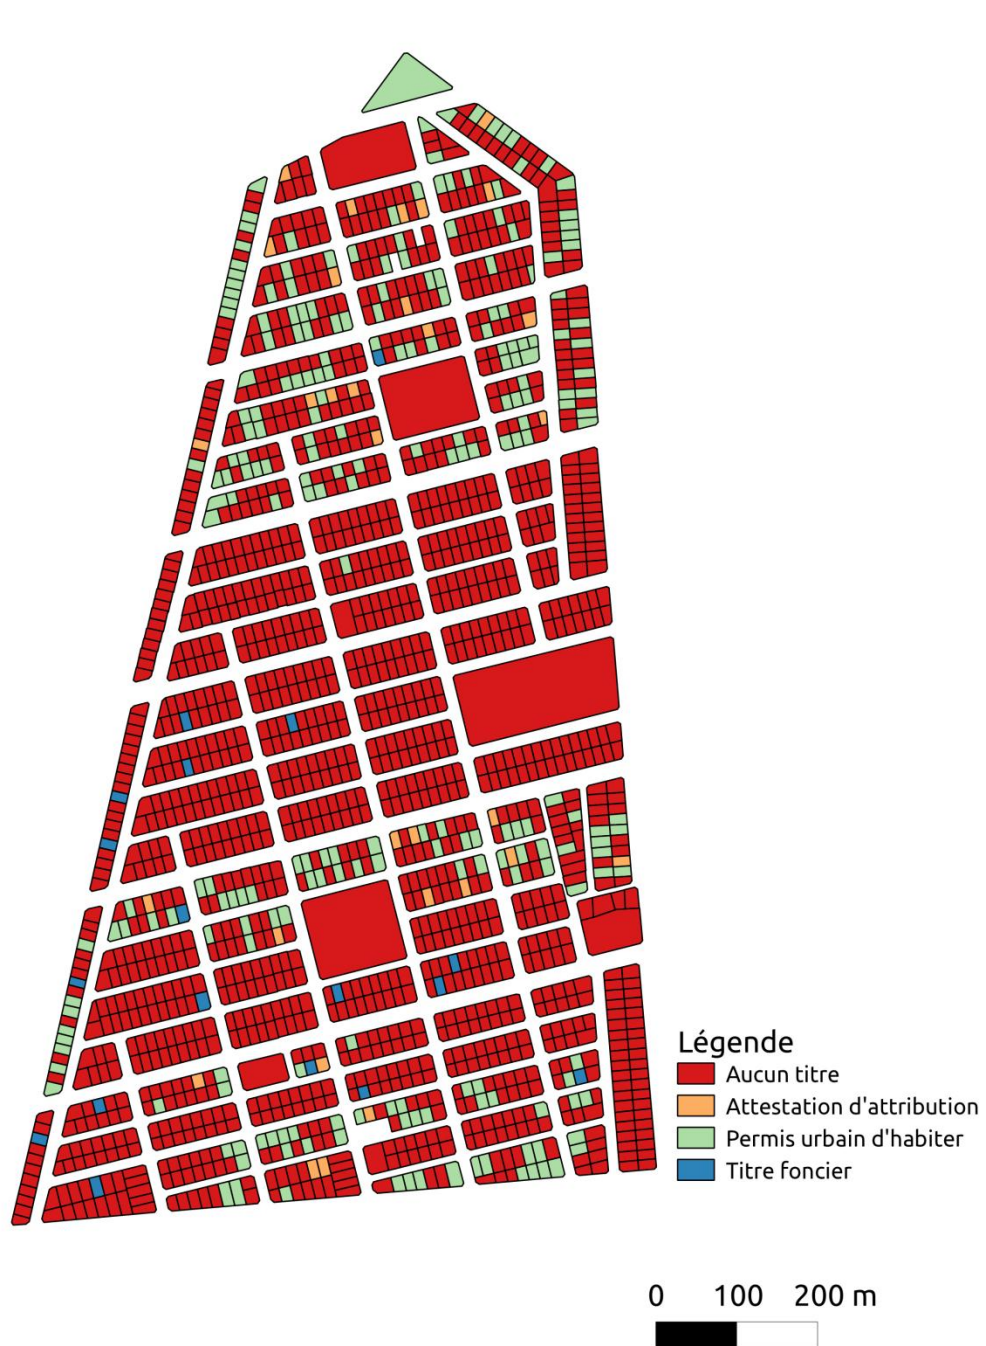 Légende
Aucun titre
Attestation d'attribution
Permis urbain d'habiter
Titre foncier
0 100 200 m